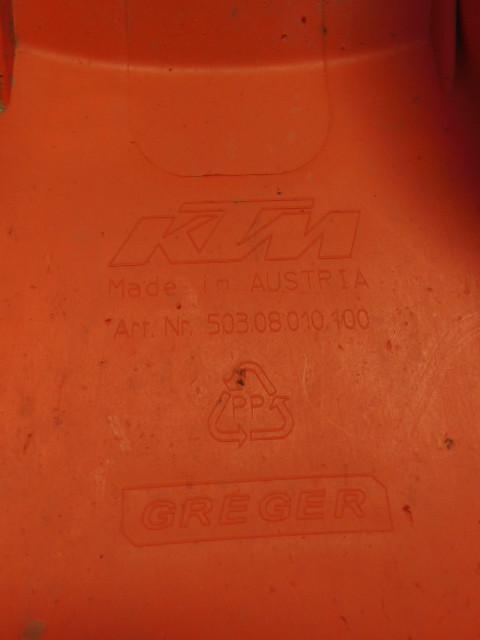 KTM
Made in AUSTRIA
Art. Nr. 503.08.010.100
PP
GREGER